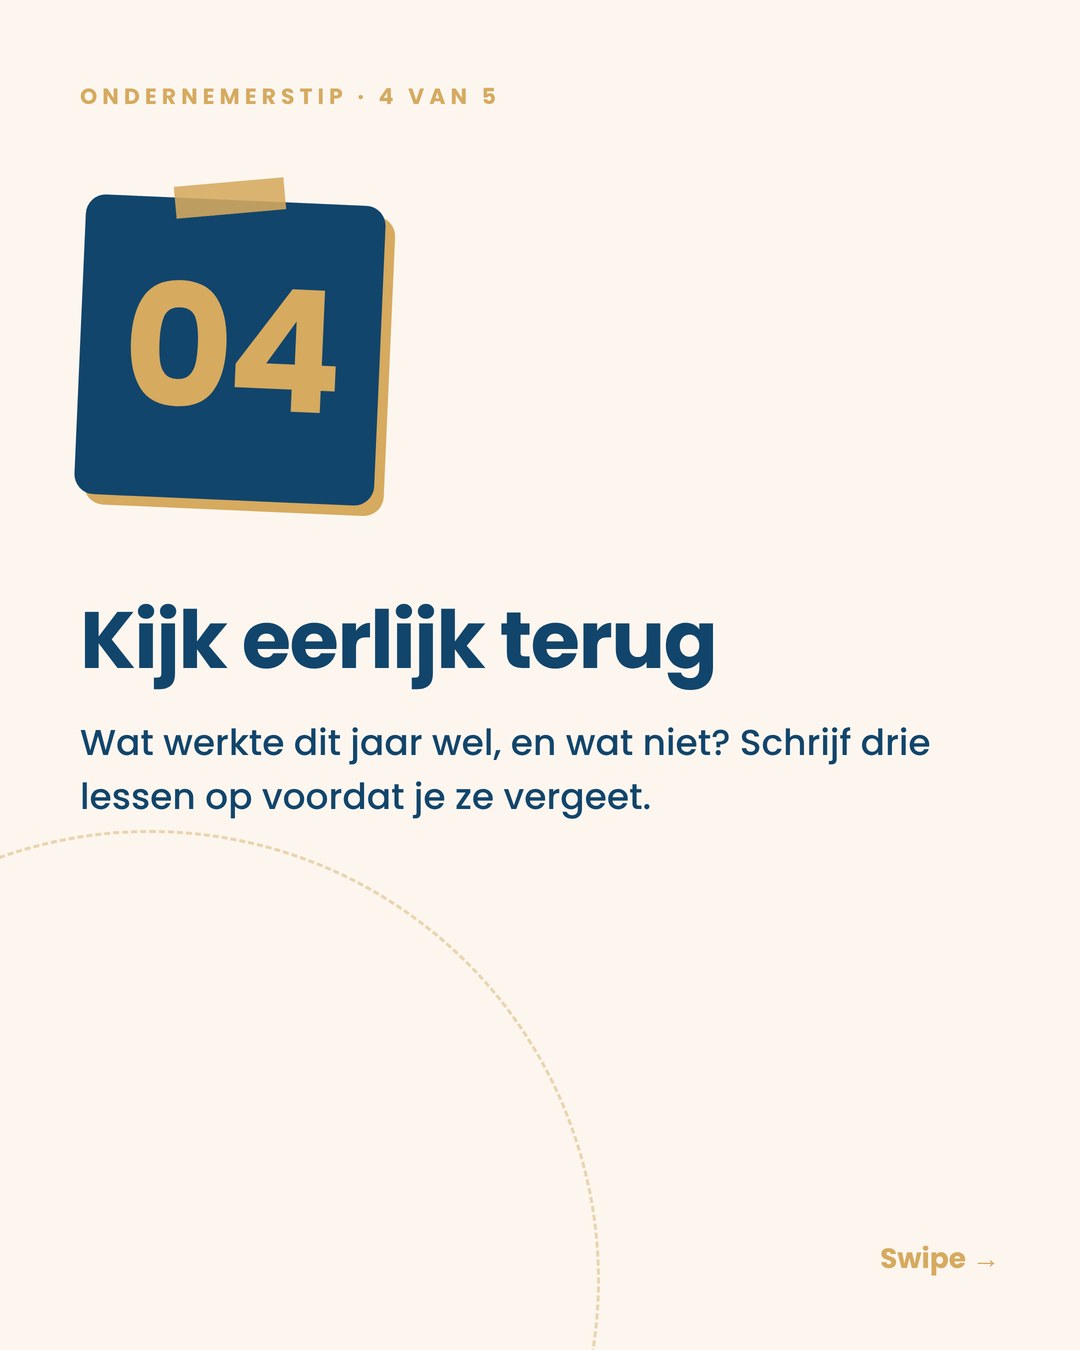 ONDERNEMERSTIP · 4 VAN 5
04
Kijk eerlijk terug
Wat werkte dit jaar wel, en wat niet? Schrijf drie
lessen op voordat je ze vergeet.
Swipe →